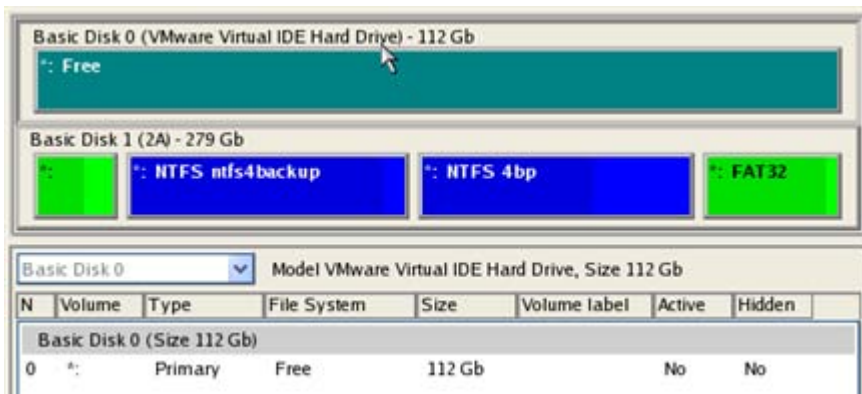 Basic Disk 0 (VMware Virtual IDE Hard Drive) - 112 Gb
*: Free
Basic Disk 1 (2A) - 279 Gb
*: *: NTFS ntfs4backup *: NTFS 4bp *: FAT32
Basic Disk 0 Model VMware Virtual IDE Hard Drive, Size 112 Gb
N Volume Type File System Size Volume label Active Hidden
Basic Disk 0 (Size 112 Gb)
0 *: Primary Free 112 Gb No No